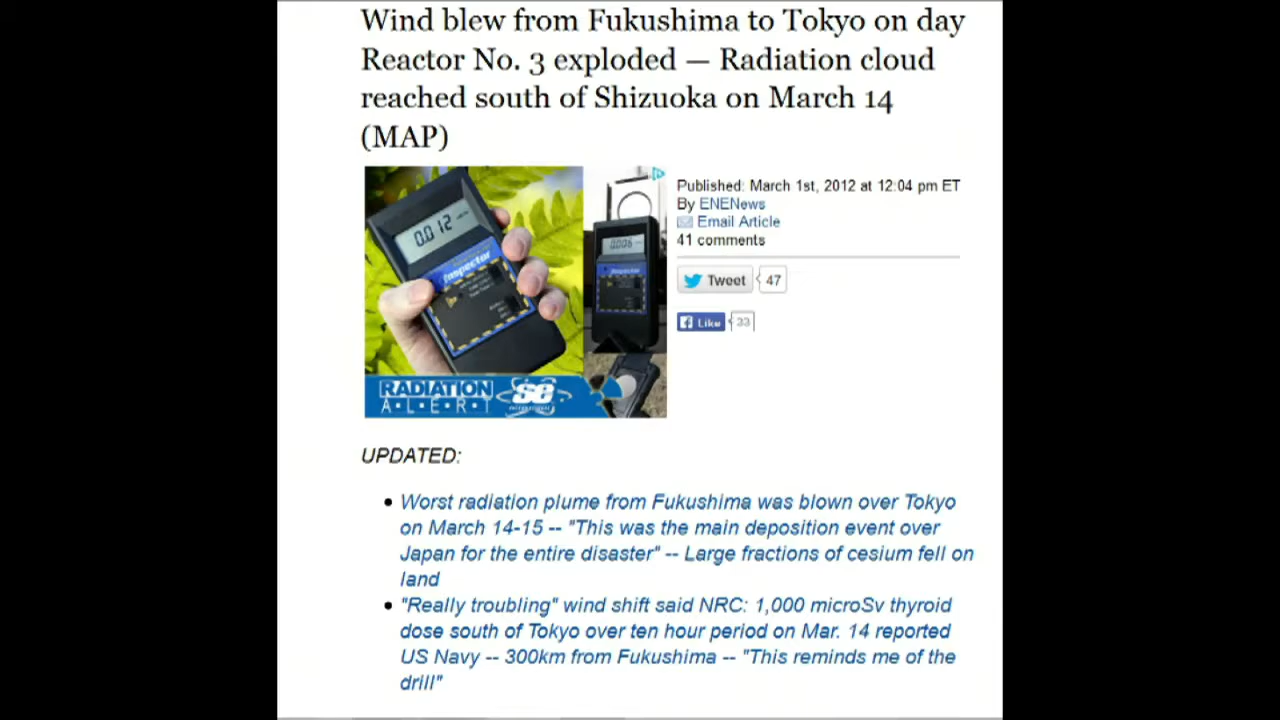 Wind blew from Fukushima to Tokyo on day
Reactor No. 3 exploded — Radiation cloud
reached south of Shizuoka on March 14
(MAP)
Published: March 1st, 2012 at 12:04 pm ET
By ENENews
Email Article
41 comments
Tweet 47
Like 33
0.012
Inspector
0.006
RADIATION
ALERT
se
INTERNATIONAL
UPDATED:
• Worst radiation plume from Fukushima was blown over Tokyo
on March 14-15 -- "This was the main deposition event over
Japan for the entire disaster" -- Large fractions of cesium fell on
land
• "Really troubling" wind shift said NRC: 1,000 microSv thyroid
dose south of Tokyo over ten hour period on Mar. 14 reported
US Navy -- 300km from Fukushima -- "This reminds me of the
drill"